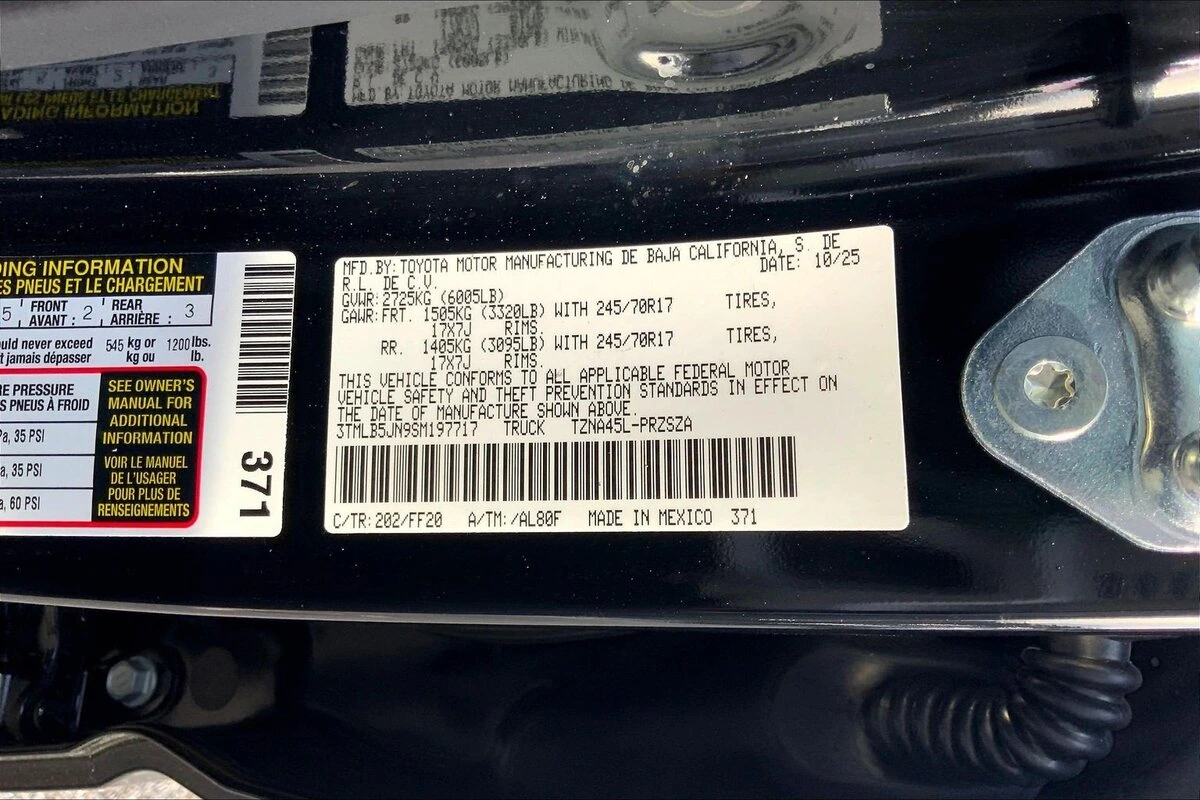 DING INFORMATION
ES PNEUS ET LE CHARGEMENT
5 FRONT AVANT : 2 REAR ARRIÈRE : 3
ould never exceed 545 kg or 1200 lbs.
t jamais dépasser kg ou lb.
RE PRESSURE
S PNEUS À FROID
Pa, 35 PSI
a, 35 PSI
a, 60 PSI
SEE OWNER'S
MANUAL FOR
ADDITIONAL
INFORMATION
VOIR LE MANUEL
DE L'USAGER
POUR PLUS DE
RENSEIGNEMENTS
371
MFD.BY:TOYOTA MOTOR MANUFACTURING DE BAJA CALIFORNIA, S. DE
R.L. DE C.V. DATE: 10/25
GVWR:2725KG (6005LB)
GAWR:FRT. 1505KG (3320LB) WITH 245/70R17 TIRES,
17X7J RIMS.
RR. 1405KG (3095LB) WITH 245/70R17 TIRES,
17X7J RIMS.
THIS VEHICLE CONFORMS TO ALL APPLICABLE FEDERAL MOTOR
VEHICLE SAFETY AND THEFT PREVENTION STANDARDS IN EFFECT ON
THE DATE OF MANUFACTURE SHOWN ABOVE.
3TMLB5JN9SM197717 TRUCK TZNA45L-PRZSZA
C/TR:202/FF20 A/TM:/AL80F MADE IN MEXICO 371